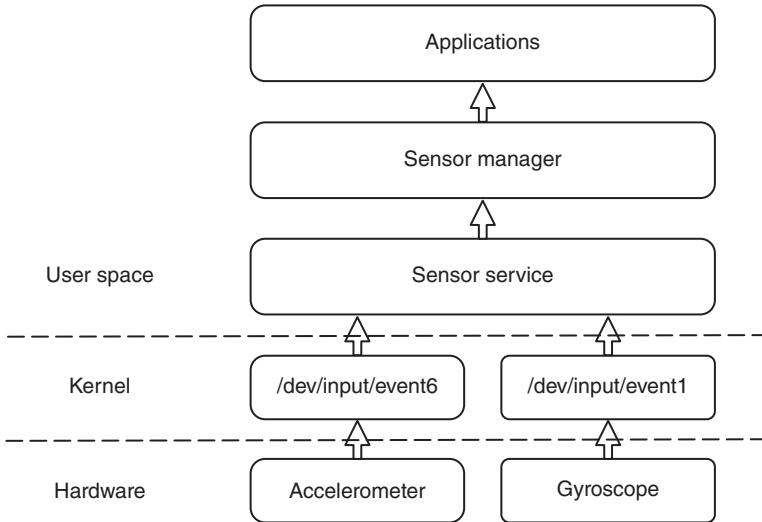 Applications
Sensor manager
User space
Sensor service
Kernel
/dev/input/event6
/dev/input/event1
Hardware
Accelerometer
Gyroscope